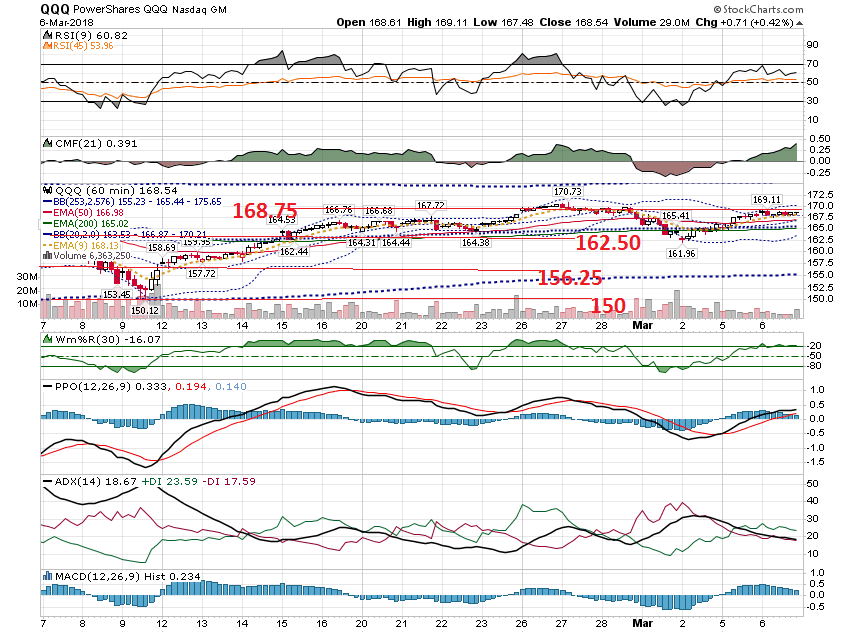 QQQ PowerShares QQQ Nasdaq GM © StockCharts.com
6-Mar-2018 Open 168.61 High 169.11 Low 167.48 Close 168.54 Volume 29.0M Chg +0.71 (+0.42%)
RSI(9) 60.82
RSI(45) 53.96
90
70
50
30
10
CMF(21) 0.391
0.50
0.25
0.00
-0.25
QQQ (60 min) 168.54
BB(253,2.576) 155.23 - 165.44 - 175.65
EMA(50) 166.98
EMA(200) 165.02
BB(20,2.0) 163.53 - 166.87 - 170.21
EMA(9) 168.13
Volume 6,363,250
168.75
162.50
156.25
150
153.45
150.12
158.69
159.95
157.72
164.53
162.44
166.76
164.31
166.68
164.44
167.72
164.38
170.73
165.41
161.96
169.11
172.5
170.0
167.5
165.0
162.5
160.0
157.5
155.0
152.5
150.0
30M
20M
10M
7 8 9 12 13 14 15 16 20 21 22 23 26 27 28 Mar 2 5 6
Wm%R(30) -16.07
-20
-50
-80
PPO(12,26,9) 0.333, 0.194, 0.140
1.0
0.5
0.0
-0.5
-1.0
-1.5
ADX(14) 18.67 +DI 23.59 -DI 17.59
50
40
30
20
10
MACD(12,26,9) Hist 0.234
1.0
0.5
0.0
-0.5
7 8 9 12 13 14 15 16 20 21 22 23 26 27 28 Mar 2 5 6